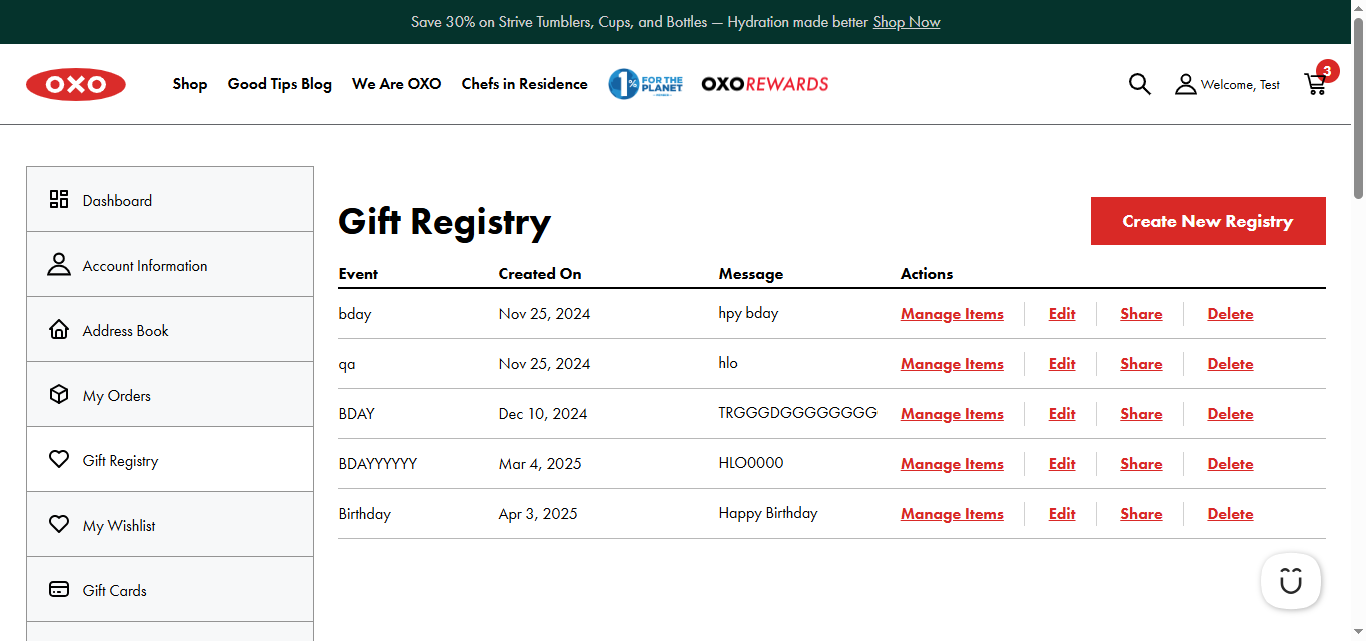 Save 30% on Strive Tumblers, Cups, and Bottles — Hydration made better Shop Now
OXO Shop Good Tips Blog We Are OXO Chefs in Residence 1% FOR THE PLANET OXOREWARDS Welcome, Test 3
Dashboard
Account Information
Address Book
My Orders
Gift Registry
My Wishlist
Gift Cards
Gift Registry Create New Registry
Event Created On Message Actions
bday Nov 25, 2024 hpy bday Manage Items Edit Share Delete
qa Nov 25, 2024 hlo Manage Items Edit Share Delete
BDAY Dec 10, 2024 TRGGGDGGGGGGGG Manage Items Edit Share Delete
BDAYYYYYY Mar 4, 2025 HLO0000 Manage Items Edit Share Delete
Birthday Apr 3, 2025 Happy Birthday Manage Items Edit Share Delete